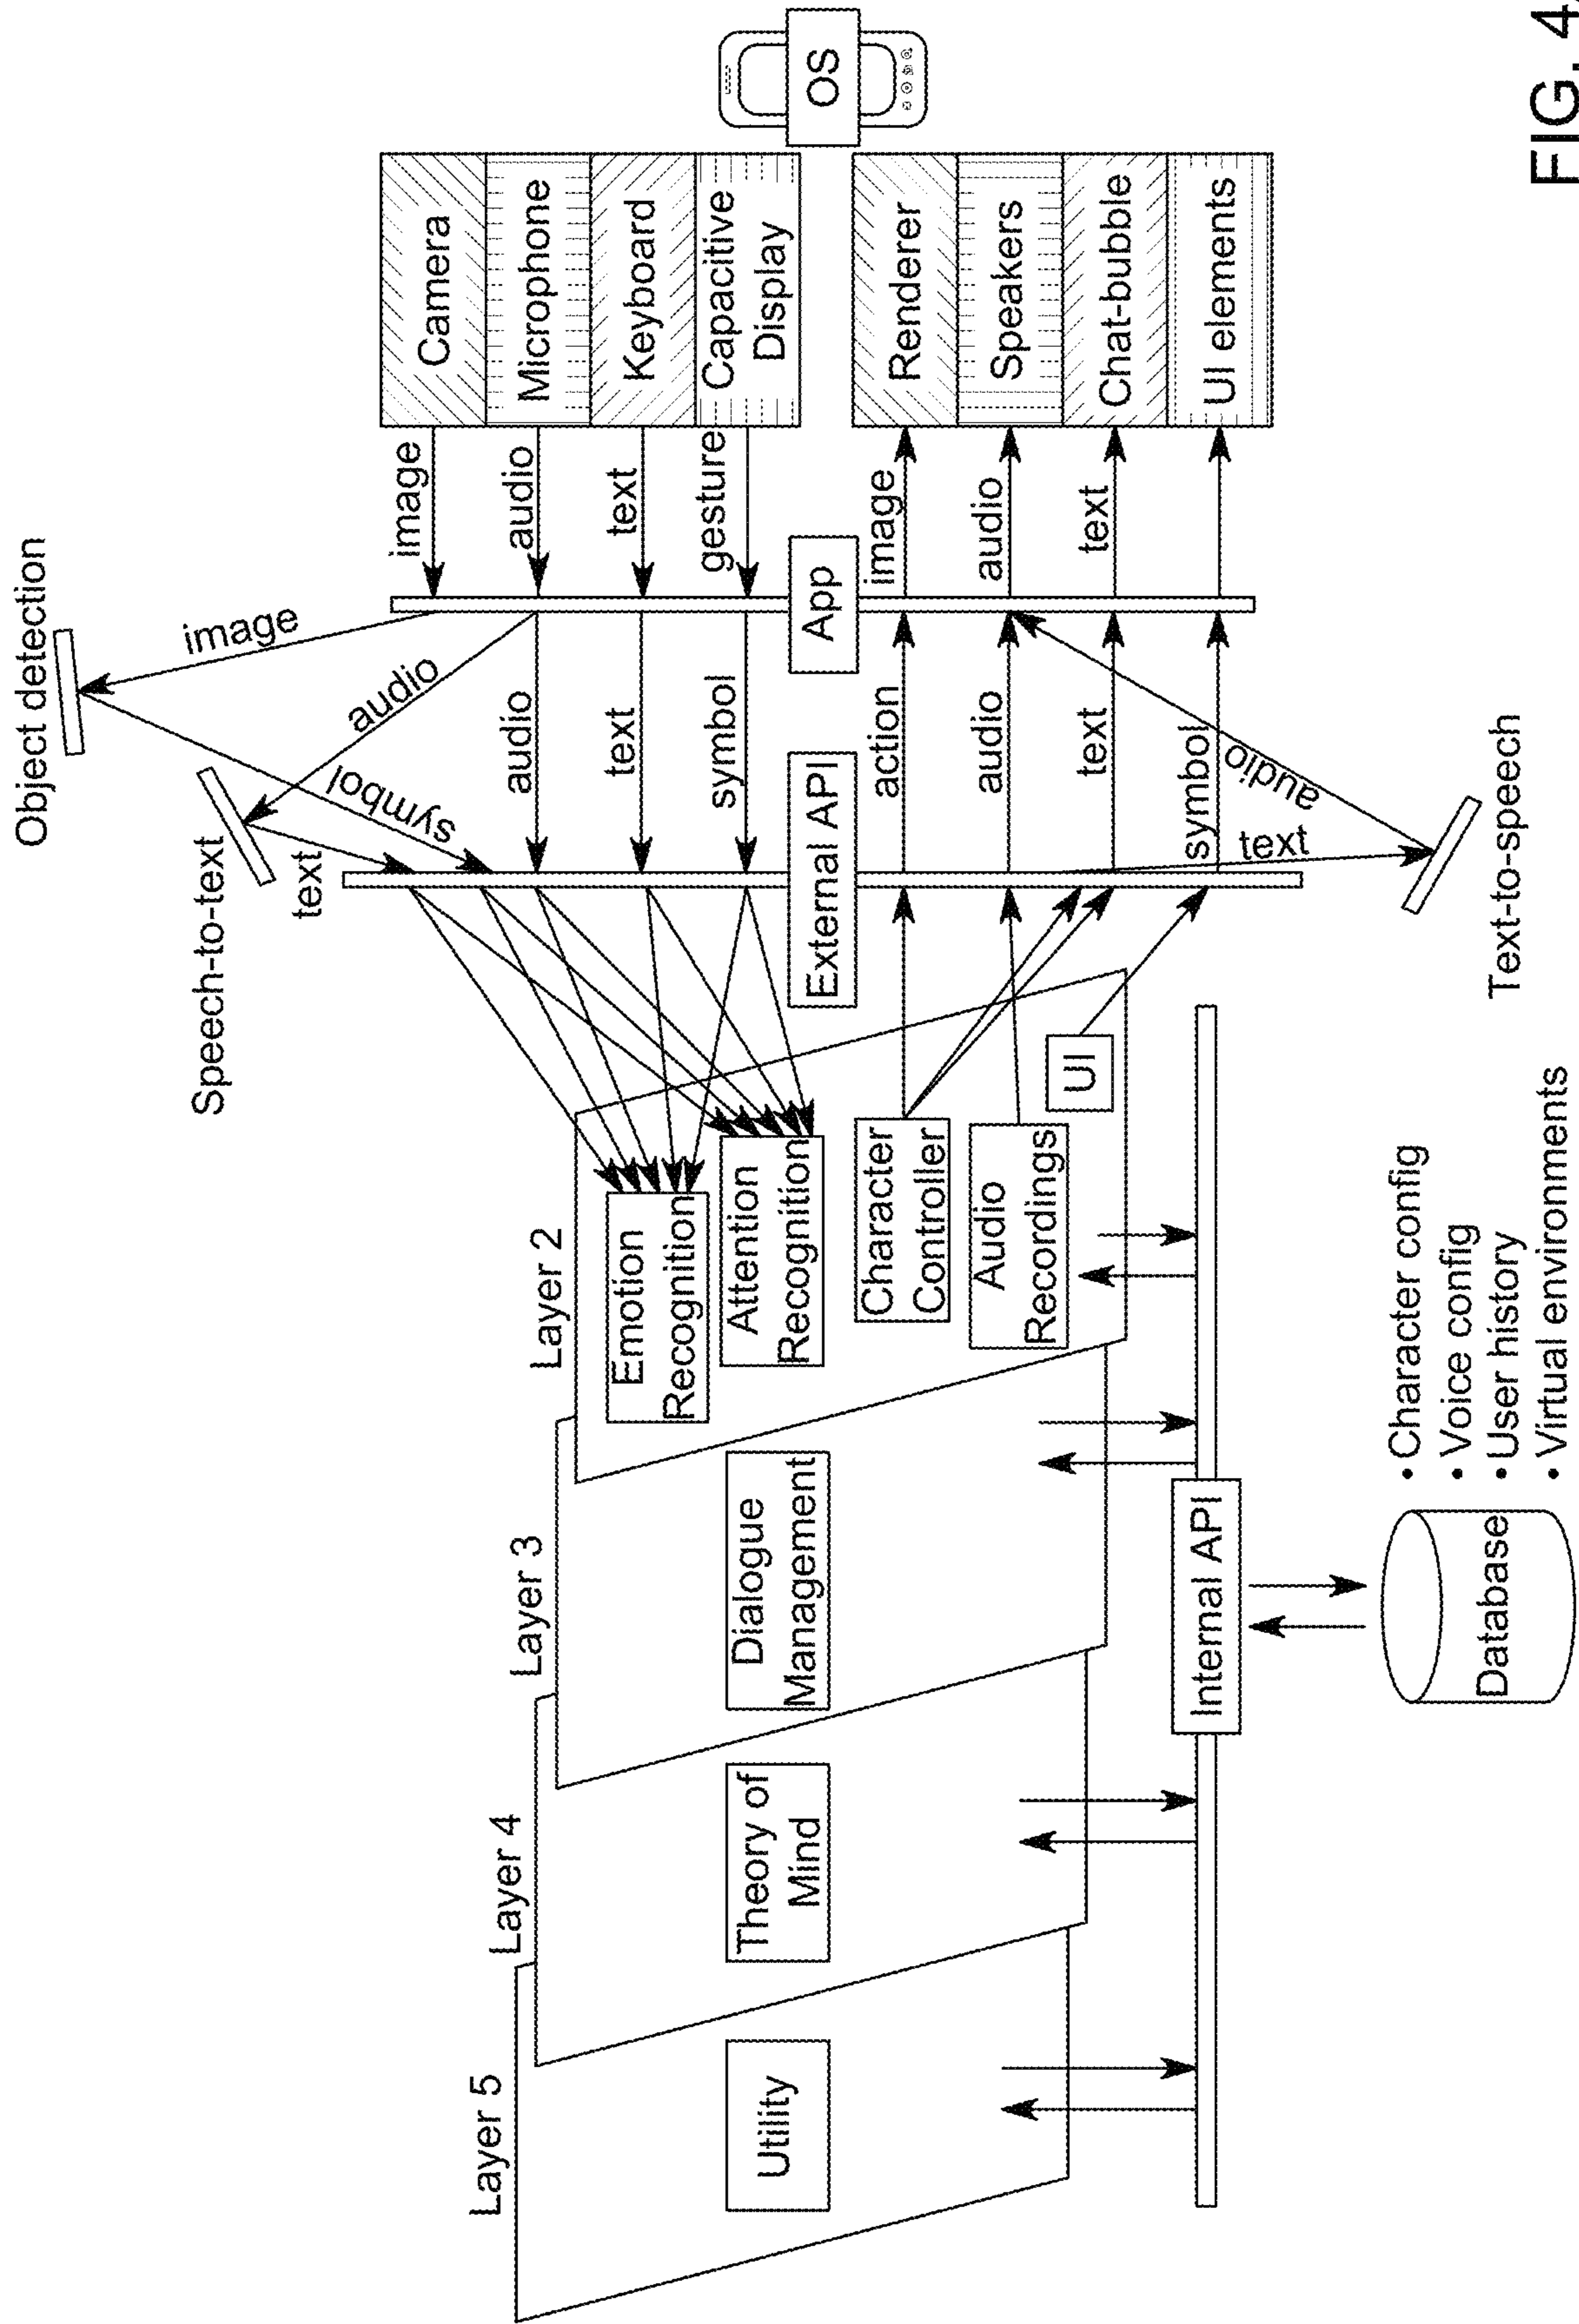 Object detection
Speech-to-text
image
audio
symbol
text
Camera
Microphone
Keyboard
Capacitive
Display
image
audio
text
gesture
audio
text
symbol
OS
App
External API
Renderer
Speakers
Chat-bubble
UI elements
image
audio
text
action
audio
text
symbol
audio
text
Text-to-speech
Layer 5
Utility
Layer 4
Theory of
Mind
Layer 3
Dialogue
Management
Layer 2
Emotion
Recognition
Attention
Recognition
Character
Controller
Audio
Recordings
UI
Internal API
Database
• Character config
• Voice config
• User history
• Virtual environments
FIG. 4